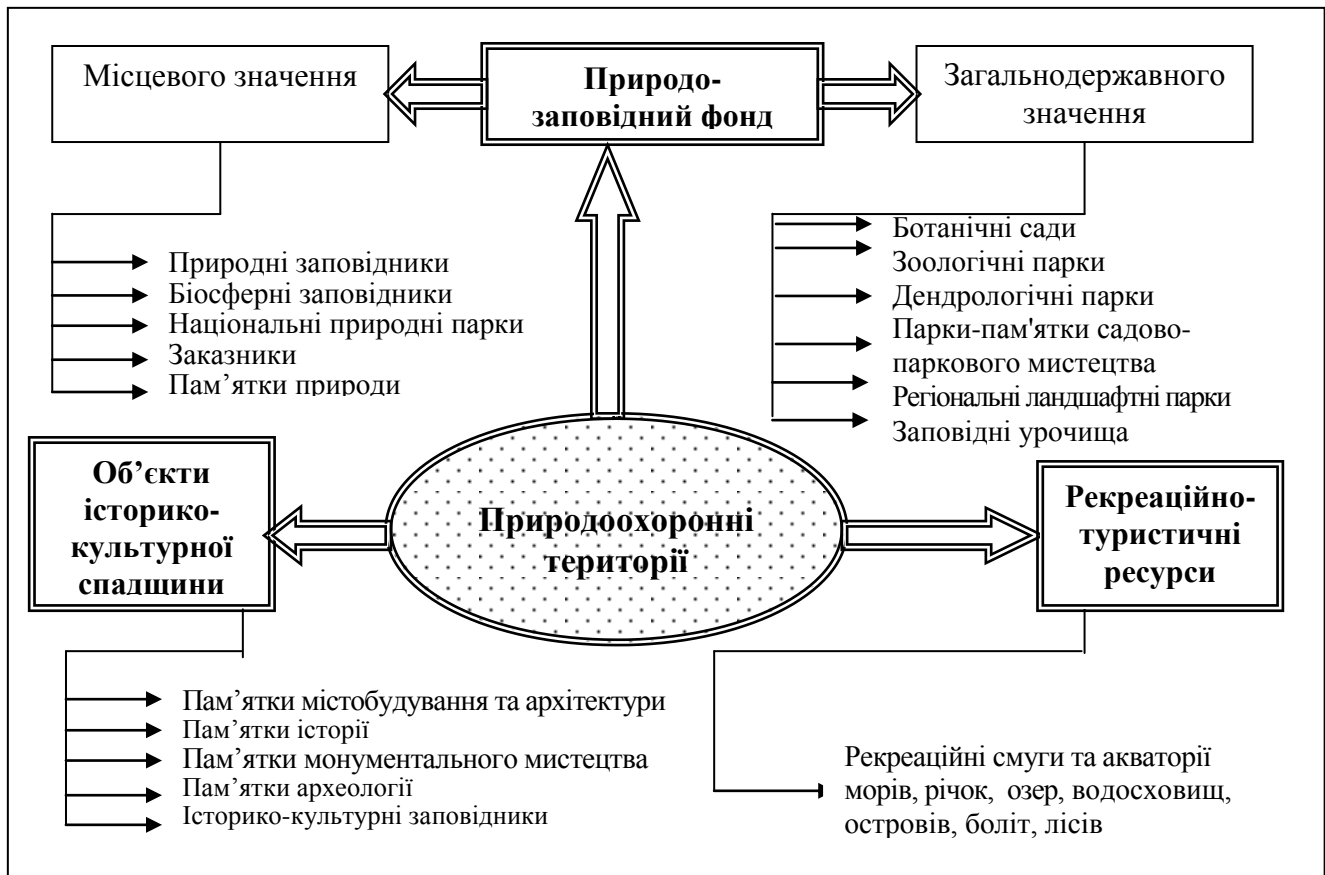 Місцевого значення
Природо-
заповідний фонд
Загальнодержавного
значення
Природні заповідники
Біосферні заповідники
Національні природні парки
Заказники
Пам’ятки природи
Ботанічні сади
Зоологічні парки
Дендрологічні парки
Парки-пам'ятки садово-
паркового мистецтва
Регіональні ландшафтні парки
Заповідні урочища
Об’єкти
історико-
культурної
спадщини
Природоохоронні
території
Рекреаційно-
туристичні
ресурси
Пам’ятки містобудування та архітектури
Пам’ятки історії
Пам’ятки монументального мистецтва
Пам’ятки археології
Історико-культурні заповідники
Рекреаційні смуги та акваторії
морів, річок, озер, водосховищ,
островів, боліт, лісів